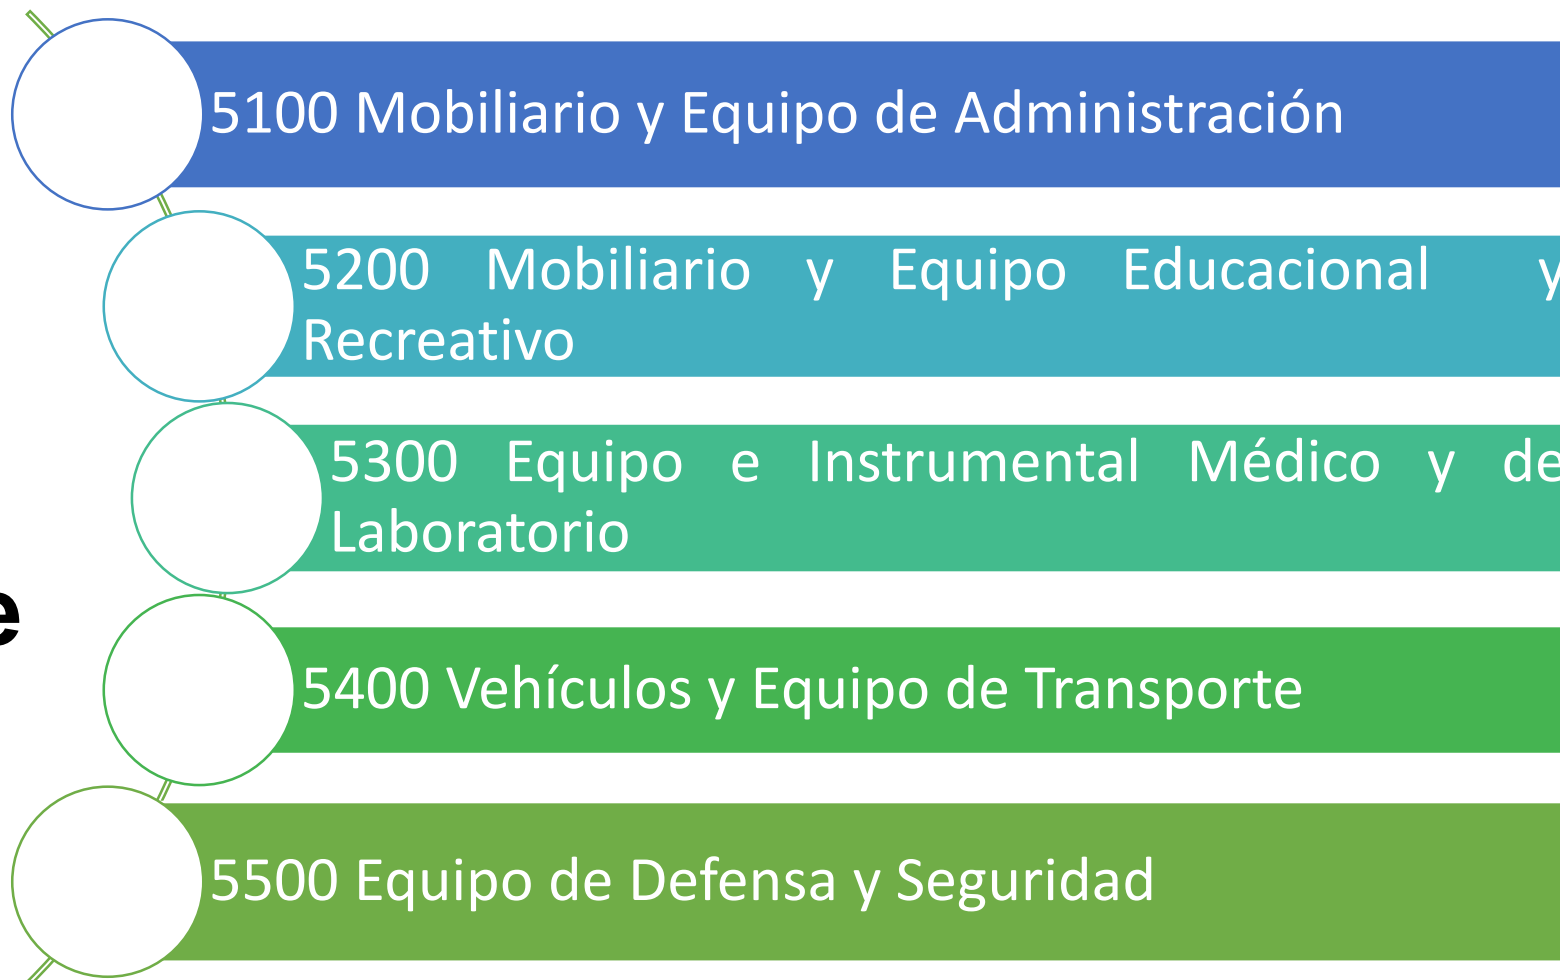 5100 Mobiliario y Equipo de Administración
5200 Mobiliario y Equipo Educacional y
Recreativo
5300 Equipo e Instrumental Médico y de
Laboratorio
e
5400 Vehículos y Equipo de Transporte
5500 Equipo de Defensa y Seguridad